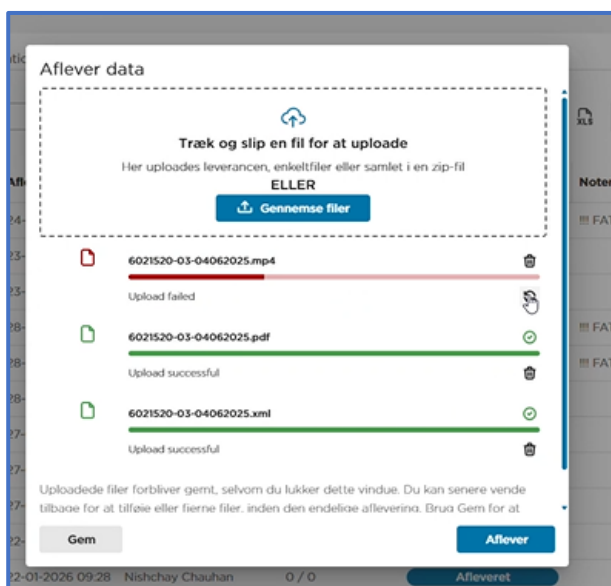 Aflever data
XLS
Træk og slip en fil for at uploade
Her uploades leverancen, enkeltfiler eller samlet i en zip-fil
ELLER
Gennemse filer
Noter
!!! FAT
6021520-03-04062025.mp4
Upload failed
6021520-03-04062025.pdf
!!! FAT
Upload successful
!!! FAT
6021520-03-04062025.xml
Upload successful
Uploadede filer forbliver gemt, selvom du lukker dette vindue. Du kan senere vende
tilbage for at tilføje eller fjerne filer, inden den endelige aflevering. Brug Gem for at
Gem
Aflever
22-01-2026 09:28 Nishchay Chauhan 0 / 0 Afleveret